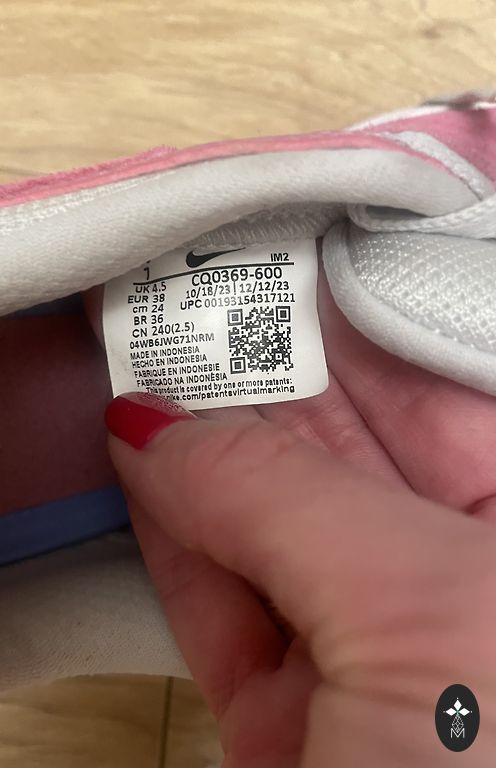 1
IM2
UK 4.5
CQ0369-600
EUR 38
10/18/23 | 12/12/23
cm 24
UPC 00193154317121
BR 36
CN 240(2.5)
04WB6JWG71NRM
MADE IN INDONESIA
HECHO EN INDONESIA
FABRIQUE EN INDONESIE
FABRICADO NA INDONÉSIA
This product is covered by one or more patents:
ike.com/patentsvirtualmarking
M